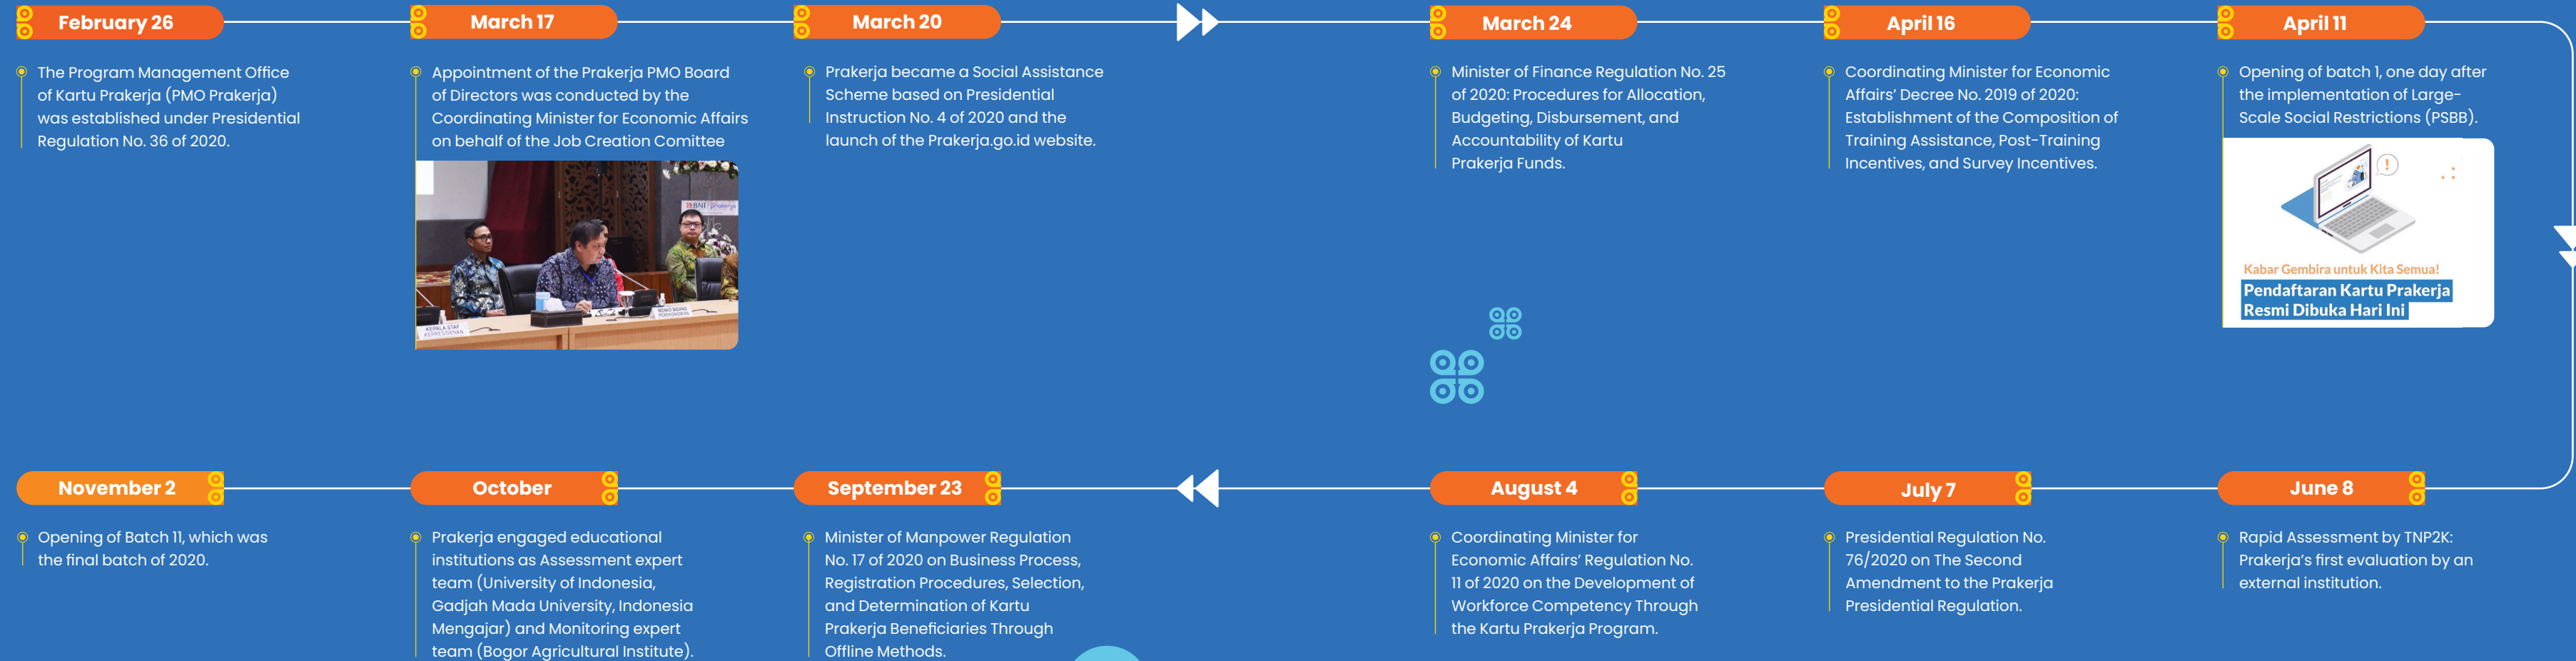 February 26
The Program Management Office
of Kartu Prakerja (PMO Prakerja)
was established under Presidential
Regulation No. 36 of 2020.
March 17
Appointment of the Prakerja PMO Board
of Directors was conducted by the
Coordinating Minister for Economic Affairs
on behalf of the Job Creation Comittee
BNI prakerja
KEPALA STAF
KEPRESIDENAN
March 20
Prakerja became a Social Assistance
Scheme based on Presidential
Instruction No. 4 of 2020 and the
launch of the Prakerja.go.id website.
March 24
Minister of Finance Regulation No. 25
of 2020: Procedures for Allocation,
Budgeting, Disbursement, and
Accountability of Kartu
Prakerja Funds.
April 16
Coordinating Minister for Economic
Affairs’ Decree No. 2019 of 2020:
Establishment of the Composition of
Training Assistance, Post-Training
Incentives, and Survey Incentives.
April 11
Opening of batch 1, one day after
the implementation of Large-
Scale Social Restrictions (PSBB).
!
Kabar Gembira untuk Kita Semua!
Pendaftaran Kartu Prakerja
Resmi Dibuka Hari Ini
November 2
Opening of Batch 11, which was
the final batch of 2020.
October
Prakerja engaged educational
institutions as Assessment expert
team (University of Indonesia,
Gadjah Mada University, Indonesia
Mengajar) and Monitoring expert
team (Bogor Agricultural Institute).
September 23
Minister of Manpower Regulation
No. 17 of 2020 on Business Process,
Registration Procedures, Selection,
and Determination of Kartu
Prakerja Beneficiaries Through
Offline Methods.
August 4
Coordinating Minister for
Economic Affairs’ Regulation No.
11 of 2020 on the Development of
Workforce Competency Through
the Kartu Prakerja Program.
July 7
Presidential Regulation No.
76/2020 on The Second
Amendment to the Prakerja
Presidential Regulation.
June 8
Rapid Assessment by TNP2K:
Prakerja’s first evaluation by an
external institution.